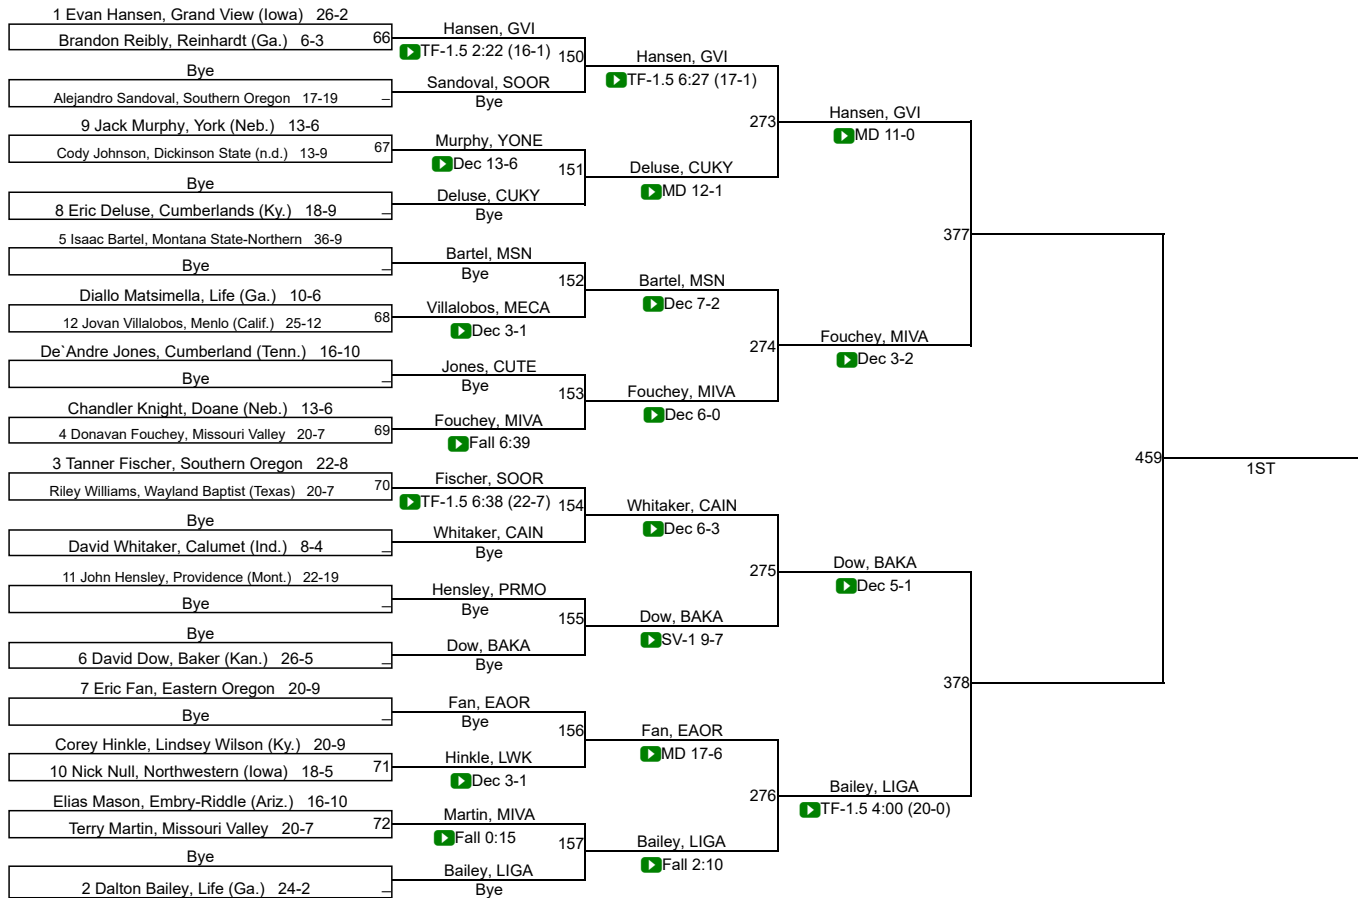 1 Evan Hansen, Grand View (Iowa) 26-2
Brandon Reibly, Reinhardt (Ga.) 6-3
66
Bye
Alejandro Sandoval, Southern Oregon 17-19
_
9 Jack Murphy, York (Neb.) 13-6
Cody Johnson, Dickinson State (n.d.) 13-9
67
Bye
8 Eric Deluse, Cumberlands (Ky.) 18-9
_
5 Isaac Bartel, Montana State-Northern 36-9
Bye
_
Diallo Matsimella, Life (Ga.) 10-6
12 Jovan Villalobos, Menlo (Calif.) 25-12
68
De`Andre Jones, Cumberland (Tenn.) 16-10
Bye
_
Chandler Knight, Doane (Neb.) 13-6
4 Donavan Fouchey, Missouri Valley 20-7
69
3 Tanner Fischer, Southern Oregon 22-8
Riley Williams, Wayland Baptist (Texas) 20-7
70
Bye
David Whitaker, Calumet (Ind.) 8-4
_
11 John Hensley, Providence (Mont.) 22-19
Bye
_
Bye
6 David Dow, Baker (Kan.) 26-5
_
7 Eric Fan, Eastern Oregon 20-9
Bye
_
Corey Hinkle, Lindsey Wilson (Ky.) 20-9
10 Nick Null, Northwestern (Iowa) 18-5
71
Elias Mason, Embry-Riddle (Ariz.) 16-10
Terry Martin, Missouri Valley 20-7
72
Bye
2 Dalton Bailey, Life (Ga.) 24-2
_
Hansen, GVI
TF-1.5 2:22 (16-1)
150
Sandoval, SOOR
Bye
Murphy, YONE
Dec 13-6
151
Deluse, CUKY
Bye
Bartel, MSN
Bye
152
Villalobos, MECA
Dec 3-1
Jones, CUTE
Bye
153
Fouchey, MIVA
Fall 6:39
Fischer, SOOR
TF-1.5 6:38 (22-7)
154
Whitaker, CAIN
Bye
Hensley, PRMO
Bye
155
Dow, BAKA
Bye
Fan, EAOR
Bye
156
Hinkle, LWK
Dec 3-1
Martin, MIVA
Fall 0:15
157
Bailey, LIGA
Bye
Hansen, GVI
TF-1.5 6:27 (17-1)
273
Deluse, CUKY
MD 12-1
Bartel, MSN
Dec 7-2
274
Fouchey, MIVA
Dec 6-0
Whitaker, CAIN
Dec 6-3
275
Dow, BAKA
SV-1 9-7
Fan, EAOR
MD 17-6
276
Bailey, LIGA
Fall 2:10
Hansen, GVI
MD 11-0
377
Fouchey, MIVA
Dec 3-2
Dow, BAKA
Dec 5-1
378
Bailey, LIGA
TF-1.5 4:00 (20-0)
459
1ST